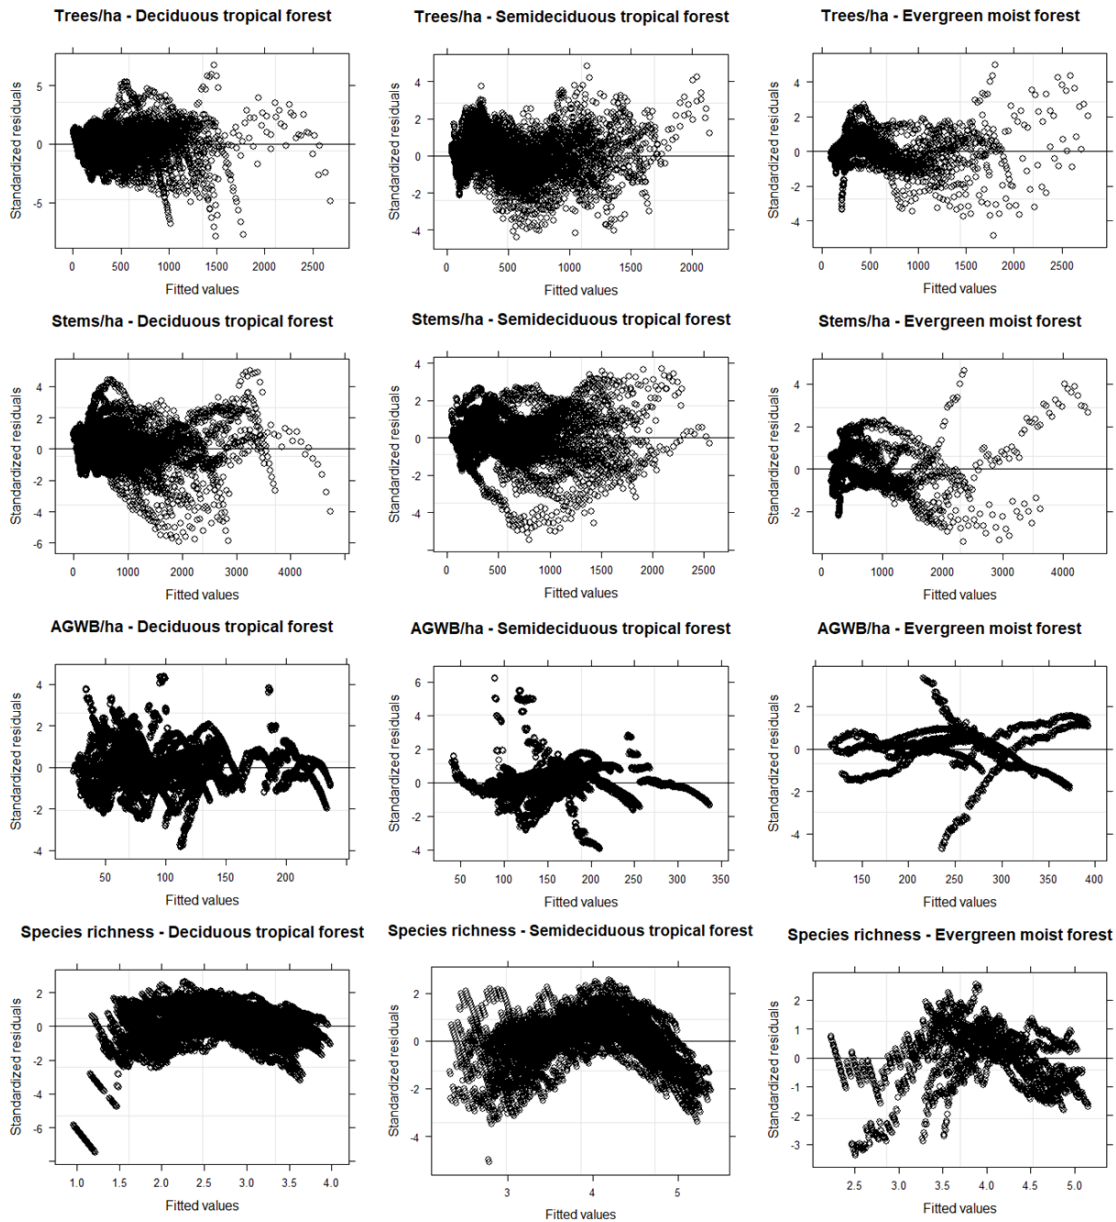 Trees/ha - Deciduous tropical forest
Standardized residuals
5
0
-5
0 500 1000 1500 2000 2500
Fitted values
Trees/ha - Semideciduous tropical forest
Standardized residuals
4
2
0
-2
-4
0 500 1000 1500 2000
Fitted values
Trees/ha - Evergreen moist forest
Standardized residuals
4
2
0
-2
-4
0 500 1000 1500 2000 2500
Fitted values
Stems/ha - Deciduous tropical forest
Standardized residuals
4
2
0
-2
-4
-6
0 1000 2000 3000 4000
Fitted values
Stems/ha - Semideciduous tropical forest
Standardized residuals
4
2
0
-2
-4
0 500 1000 1500 2000 2500
Fitted values
Stems/ha - Evergreen moist forest
Standardized residuals
4
2
0
-2
0 1000 2000 3000 4000
Fitted values
AGWB/ha - Deciduous tropical forest
Standardized residuals
4
2
0
-2
-4
50 100 150 200
Fitted values
AGWB/ha - Semideciduous tropical forest
Standardized residuals
6
4
2
0
-2
-4
50 100 150 200 250 300 350
Fitted values
AGWB/ha - Evergreen moist forest
Standardized residuals
2
0
-2
-4
150 200 250 300 350 400
Fitted values
Species richness - Deciduous tropical forest
Standardized residuals
2
0
-2
-4
-6
1.0 1.5 2.0 2.5 3.0 3.5 4.0
Fitted values
Species richness - Semideciduous tropical forest
Standardized residuals
2
0
-2
-4
3 4 5
Fitted values
Species richness - Evergreen moist forest
Standardized residuals
2
1
0
-1
-2
-3
2.5 3.0 3.5 4.0 4.5 5.0
Fitted values